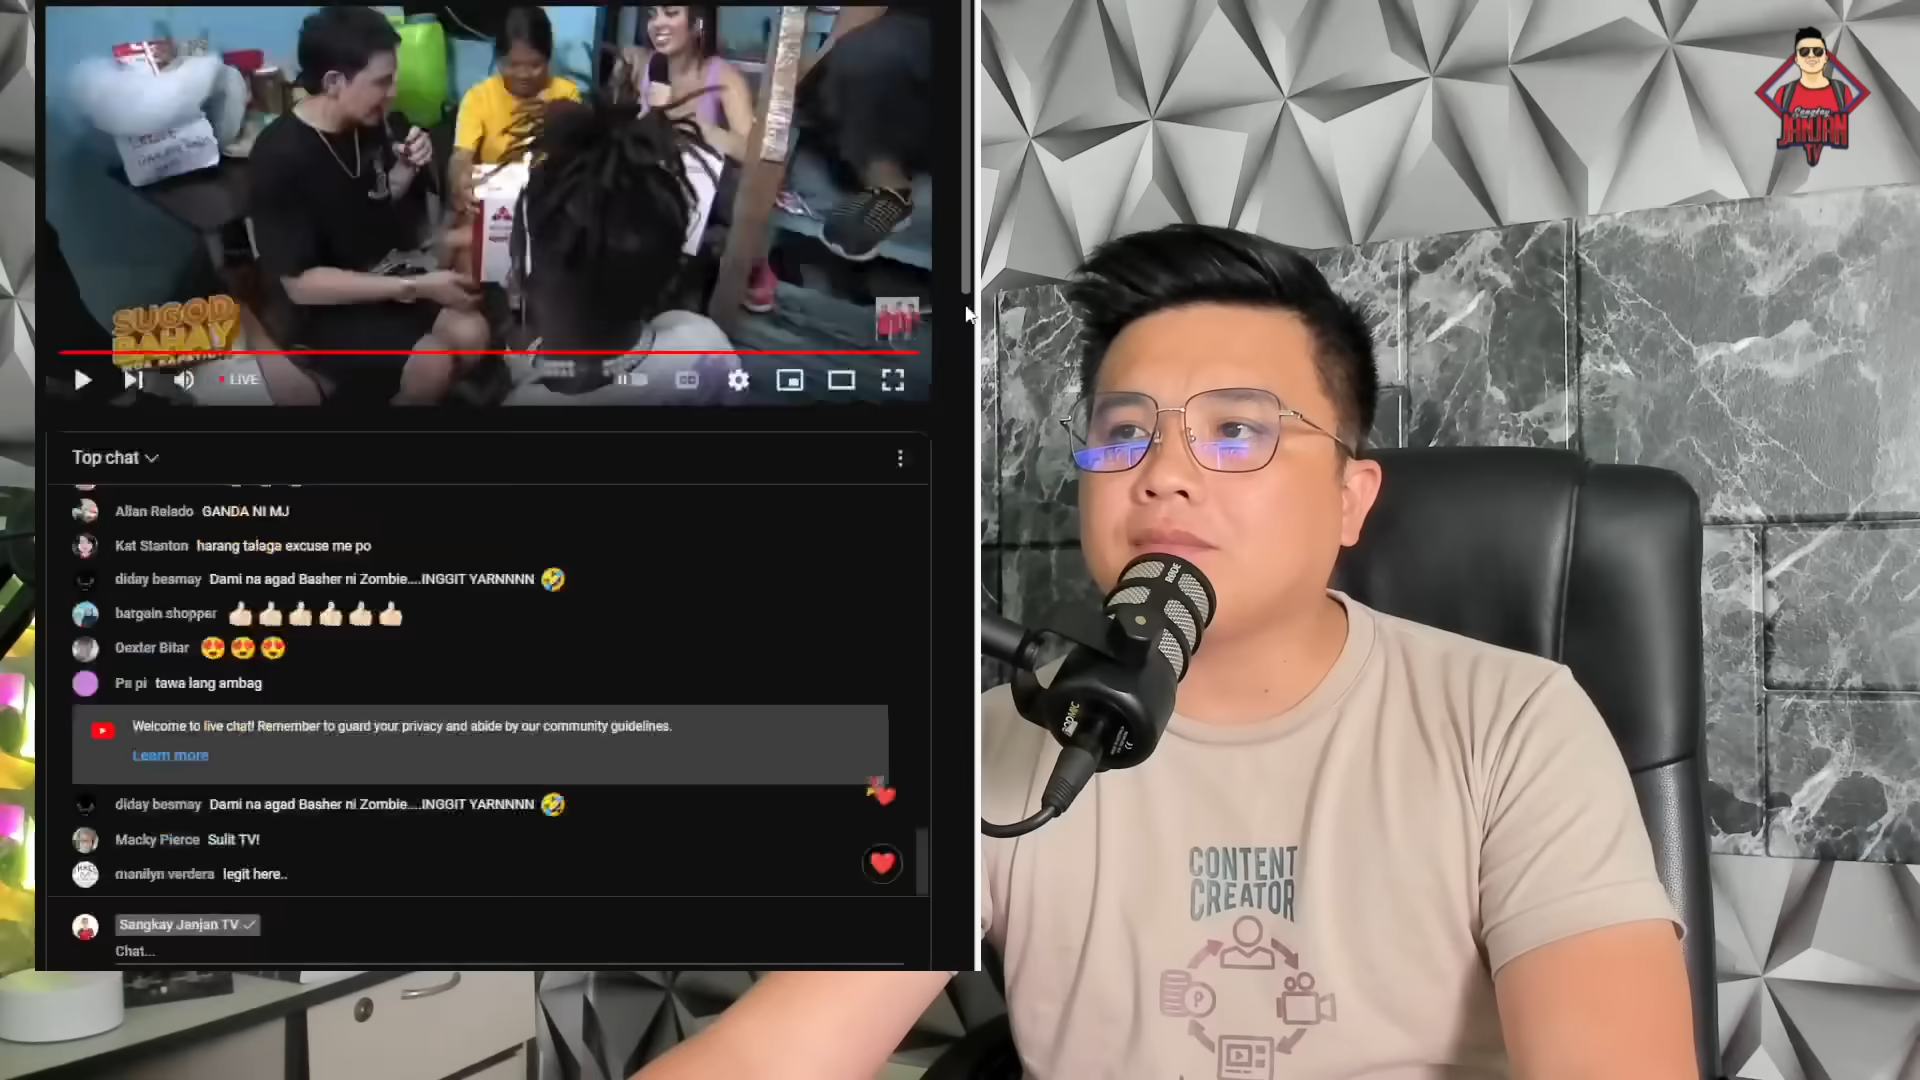 SUGOD
BAHAY
LIVE
Sangkay
JANJAN
TV
Top chat
Allan Relado GANDA NI MJ
Kat Stanton harang talaga excuse me po
diday besmay Dami na agad Basher ni Zombie....INGGIT YARNNNN 🤣
bargain shopper 👍🏻👍🏻👍🏻👍🏻👍🏻👍🏻
Dexter Bitar 😍😍😍
Pa pi tawa lang ambag
Welcome to live chat! Remember to guard your privacy and abide by our community guidelines.
Learn more
diday besmay Dami na agad Basher ni Zombie....INGGIT YARNNNN 🤣
Macky Pierce Sulit TV!
manilyn verdera legit here..
Sangkay Janjan TV
Chat...
RØDE
PODMIC
CONTENT
CREATOR